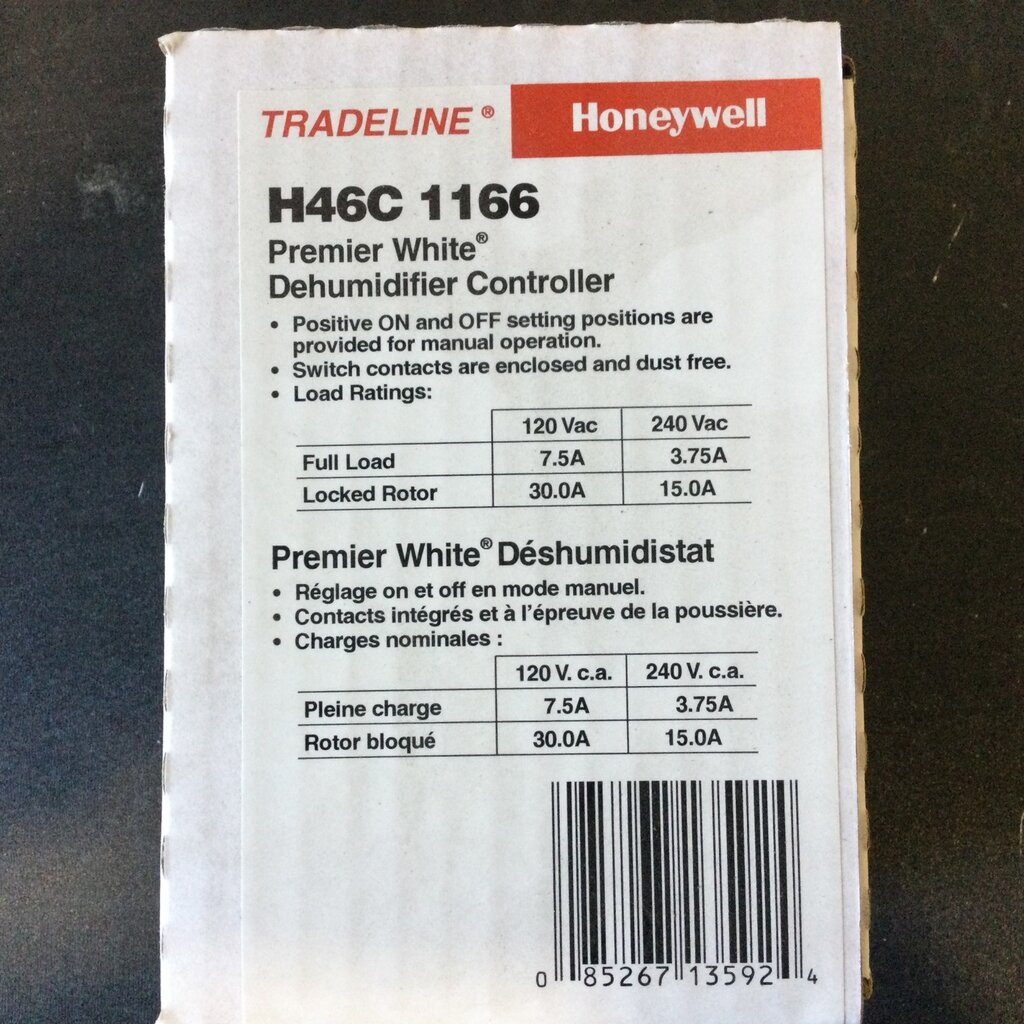 TRADELINE® Honeywell
H46C 1166
Premier White®
Dehumidifier Controller
• Positive ON and OFF setting positions are
provided for manual operation.
• Switch contacts are enclosed and dust free.
• Load Ratings:
120 Vac 240 Vac
Full Load 7.5A 3.75A
Locked Rotor 30.0A 15.0A
Premier White® Déshumidistat
• Réglage on et off en mode manuel.
• Contacts intégrés et à l'épreuve de la poussière.
• Charges nominales :
120 V. c.a. 240 V. c.a.
Pleine charge 7.5A 3.75A
Rotor bloqué 30.0A 15.0A
0 85267 13592 4